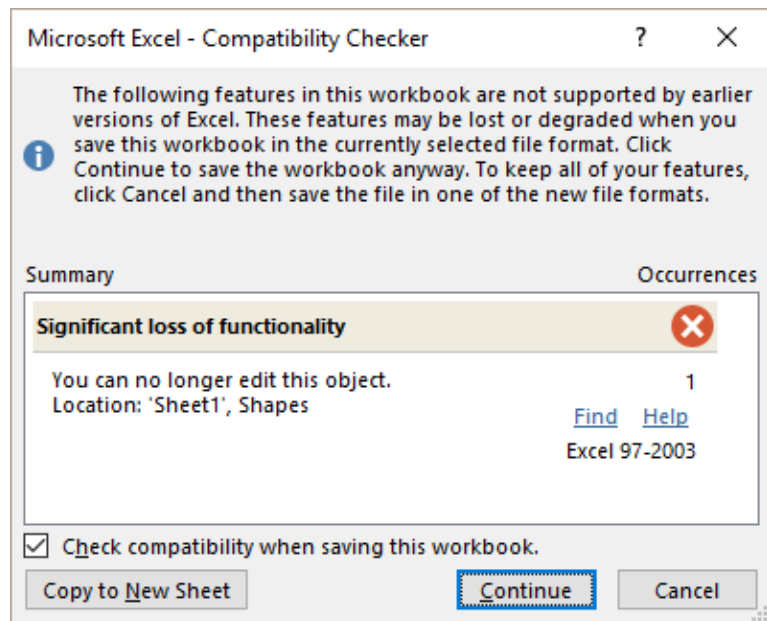 Microsoft Excel - Compatibility Checker
?
The following features in this workbook are not supported by earlier
versions of Excel. These features may be lost or degraded when you
save this workbook in the currently selected file format. Click
Continue to save the workbook anyway. To keep all of your features,
click Cancel and then save the file in one of the new file formats.
Summary Occurrences
Significant loss of functionality
You can no longer edit this object. 1
Location: 'Sheet1', Shapes
Find Help
Excel 97-2003
Check compatibility when saving this workbook.
Copy to New Sheet Continue Cancel